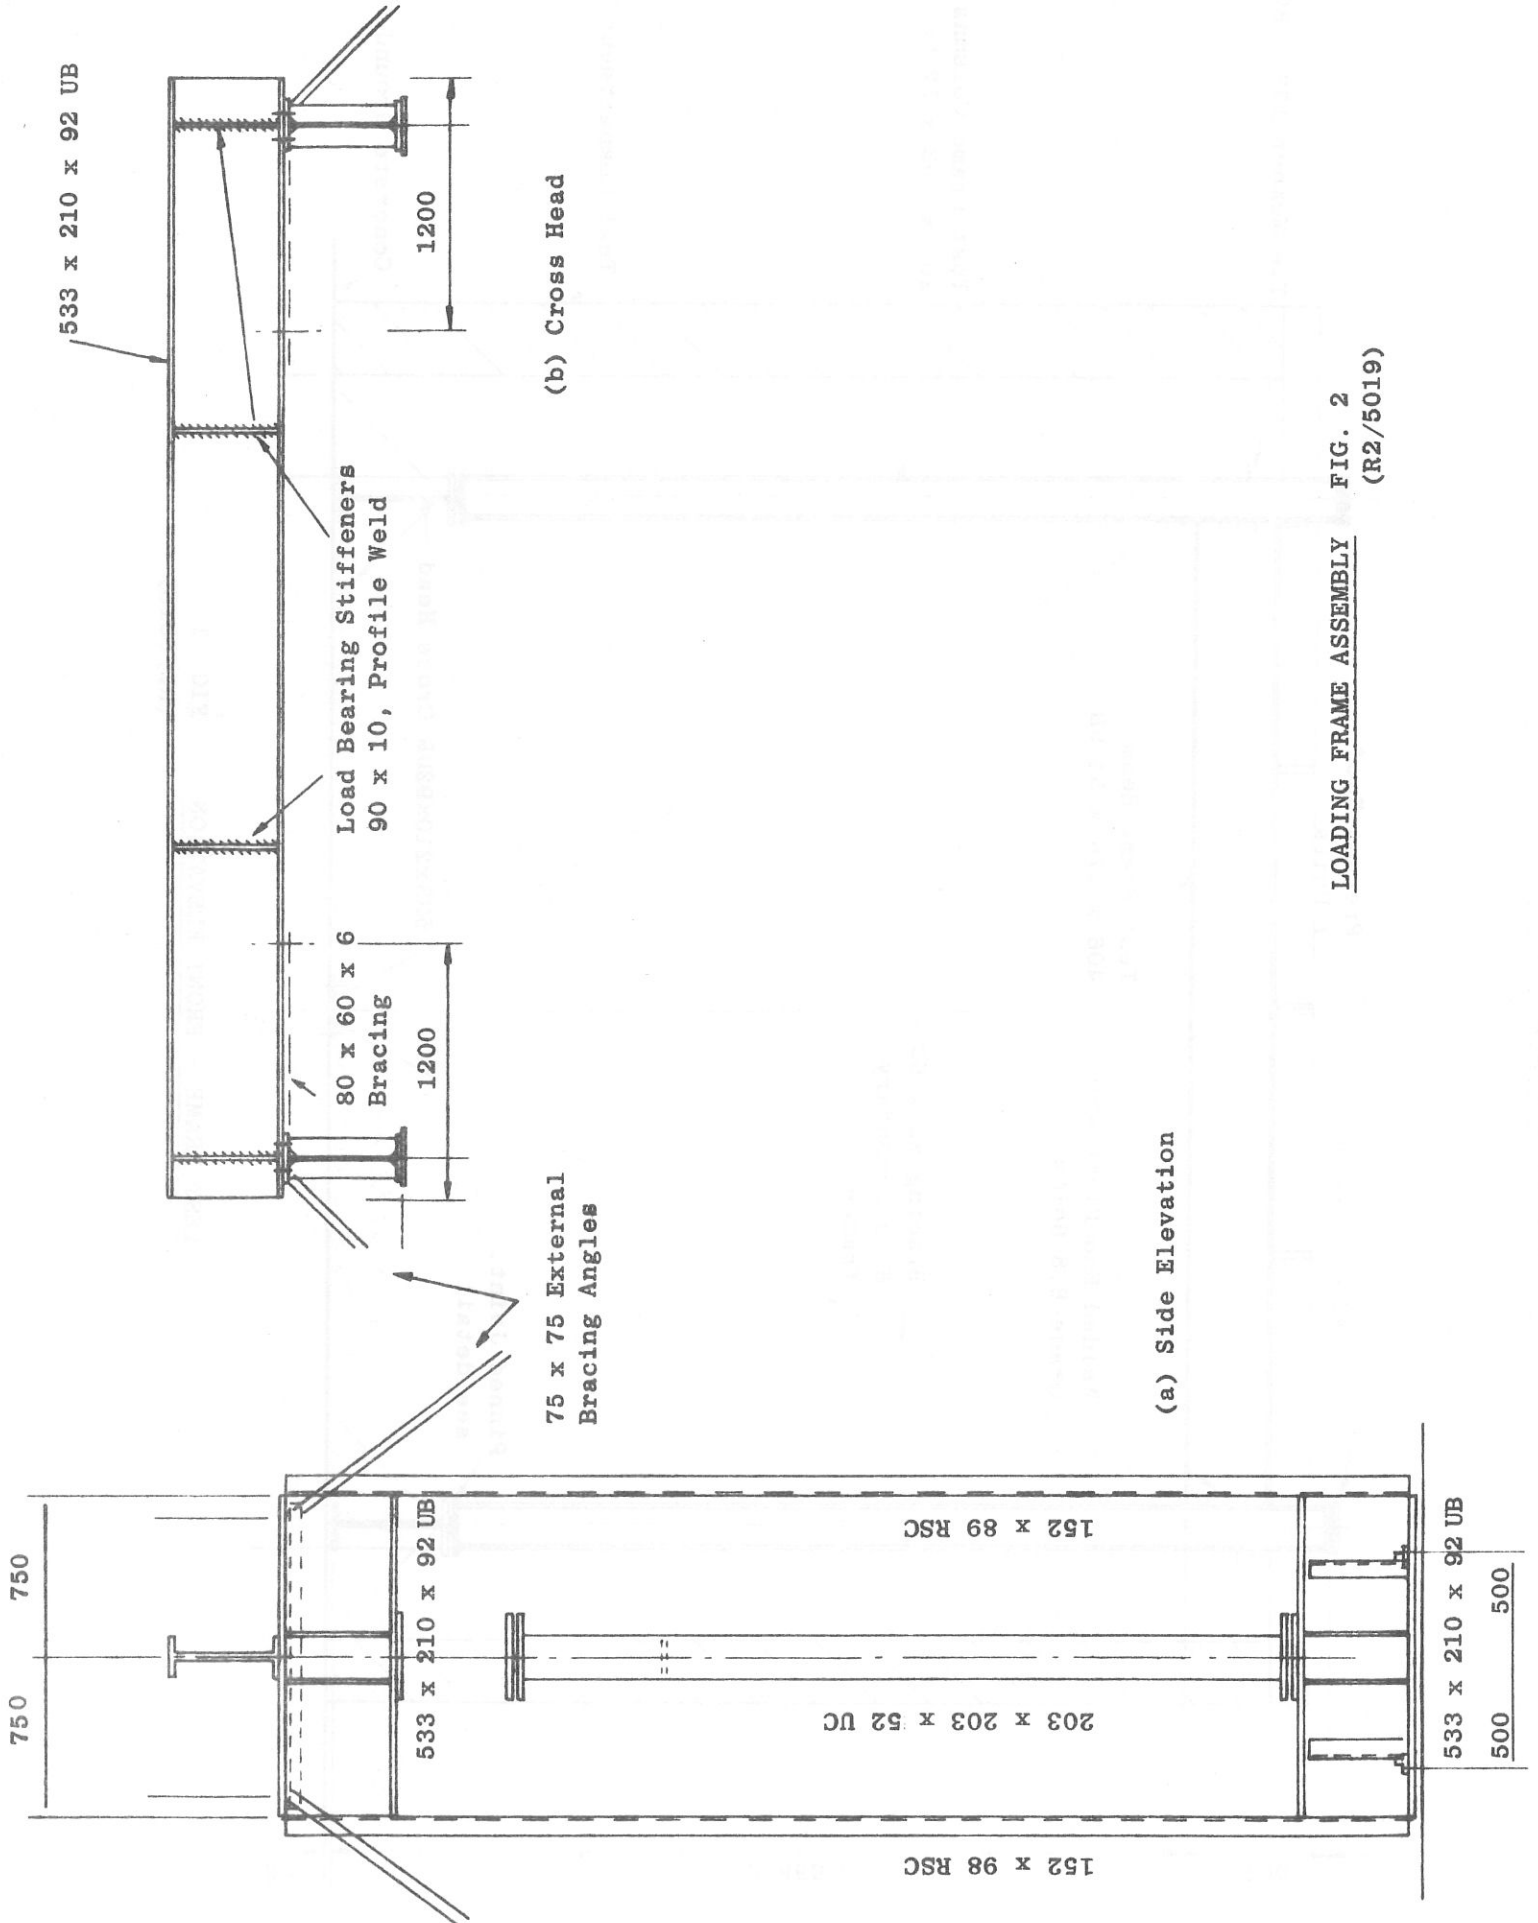 533 x 210 x 92 UB
1200
(b) Cross Head
Load Bearing Stiffeners
90 x 10, Profile Weld
80 x 60 x 6
Bracing
1200
75 x 75 External
Bracing Angles
750
750
533 x 210 x 92 UB
152 x 89 RSC
203 x 203 x 52 UC
152 x 98 RSC
533 x 210 x 92 UB
500
500
(a) Side Elevation
LOADING FRAME ASSEMBLY FIG. 2
(R2/5019)